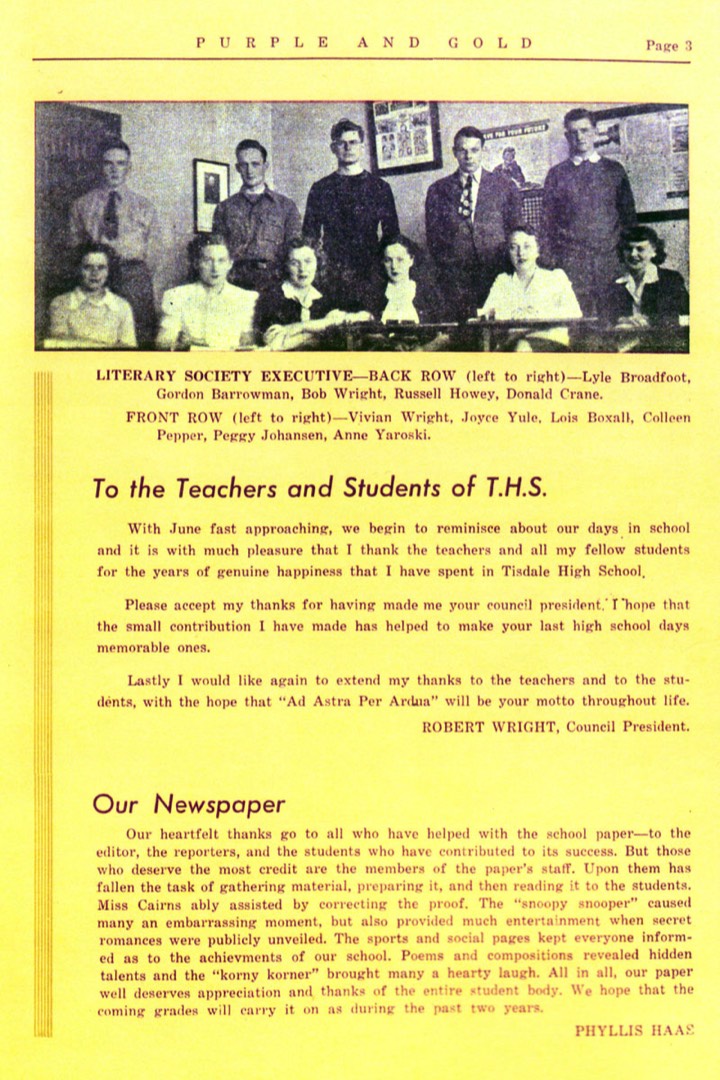 PURPLE AND GOLD Page 3
LITERARY SOCIETY EXECUTIVE—BACK ROW (left to right)—Lyle Broadfoot,
Gordon Barrowman, Bob Wright, Russell Howey, Donald Crane.
FRONT ROW (left to right)—Vivian Wright, Joyce Yule, Lois Boxall, Colleen
Pepper, Peggy Johansen, Anne Yaroski.
To the Teachers and Students of T.H.S.
With June fast approaching, we begin to reminisce about our days in school
and it is with much pleasure that I thank the teachers and all my fellow students
for the years of genuine happiness that I have spent in Tisdale High School.
Please accept my thanks for having made me your council president. I hope that
the small contribution I have made has helped to make your last high school days
memorable ones.
Lastly I would like again to extend my thanks to the teachers and to the stu-
dents, with the hope that "Ad Astra Per Ardua" will be your motto throughout life.
ROBERT WRIGHT, Council President.
Our Newspaper
Our heartfelt thanks go to all who have helped with the school paper—to the
editor, the reporters, and the students who have contributed to its success. But those
who deserve the most credit are the members of the paper's staff. Upon them has
fallen the task of gathering material, preparing it, and then reading it to the students.
Miss Cairns ably assisted by correcting the proof. The "snoopy snooper" caused
many an embarrassing moment, but also provided much entertainment when secret
romances were publicly unveiled. The sports and social pages kept everyone inform-
ed as to the achievments of our school. Poems and compositions revealed hidden
talents and the "korny korner" brought many a hearty laugh. All in all, our paper
well deserves appreciation and thanks of the entire student body. We hope that the
coming grades will carry it on as during the past two years.
PHYLLIS HAAS